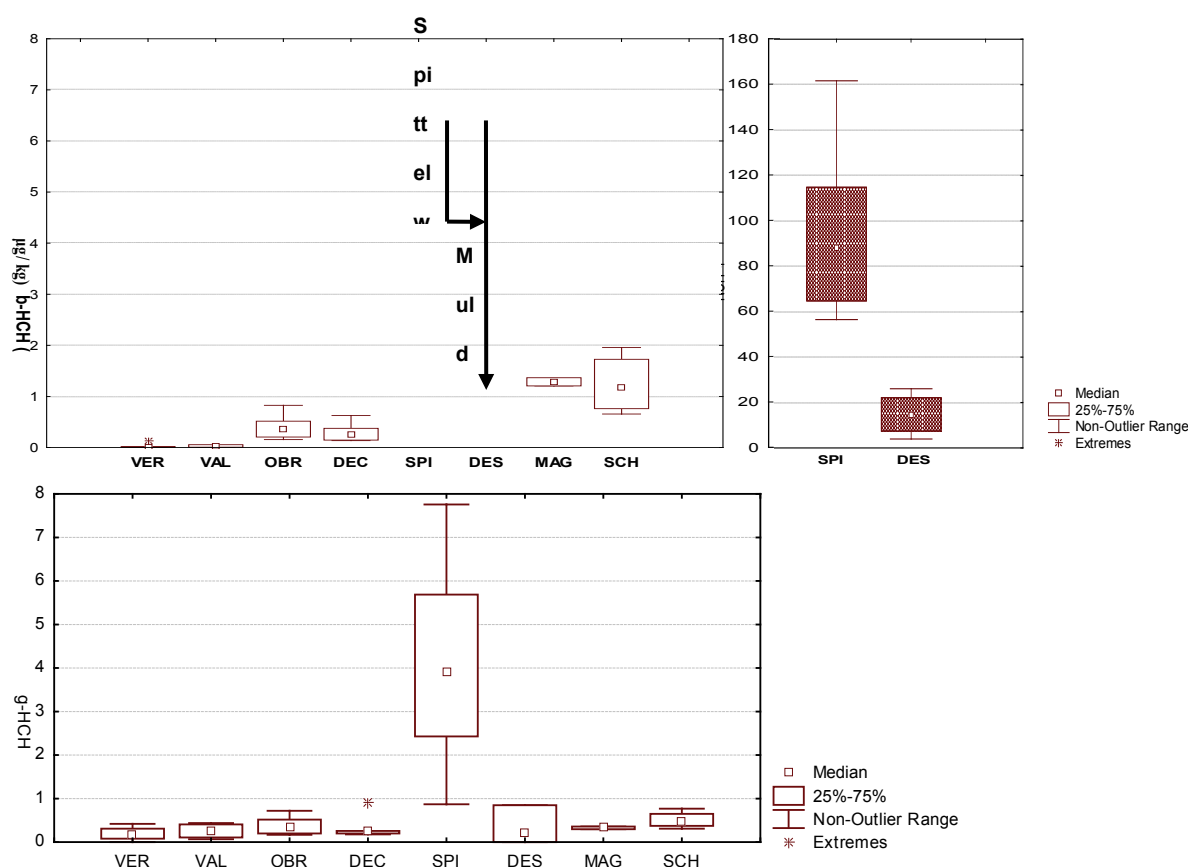 S
pi
tt
el
w
M
ul
d
8
7
6
5
4
3
2
1
0
µg/kg) b-HCH (
VER VAL OBR DEC SPI DES MAG SCH
180
160
140
120
100
80
60
40
20
0
SPI DES
Median
25%-75%
Non-Outlier Range
Extremes
8
7
6
5
4
3
2
1
0
g-HCH
VER VAL OBR DEC SPI DES MAG SCH
Median
25%-75%
Non-Outlier Range
Extremes